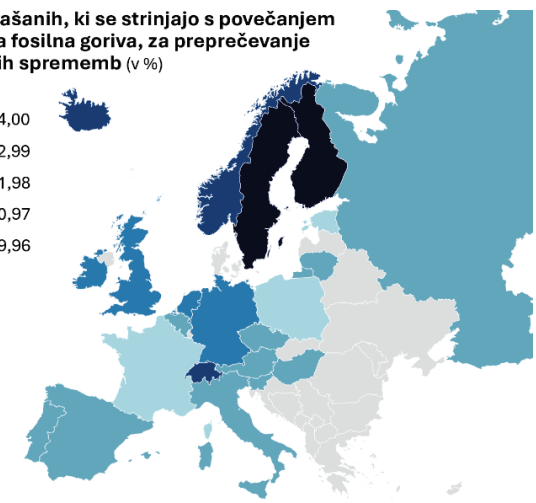 ašanih, ki se strinjajo s povečanjem
a fosilna goriva, za preprečevanje
ih sprememb (v %)
4,00
2,99
1,98
0,97
9,96